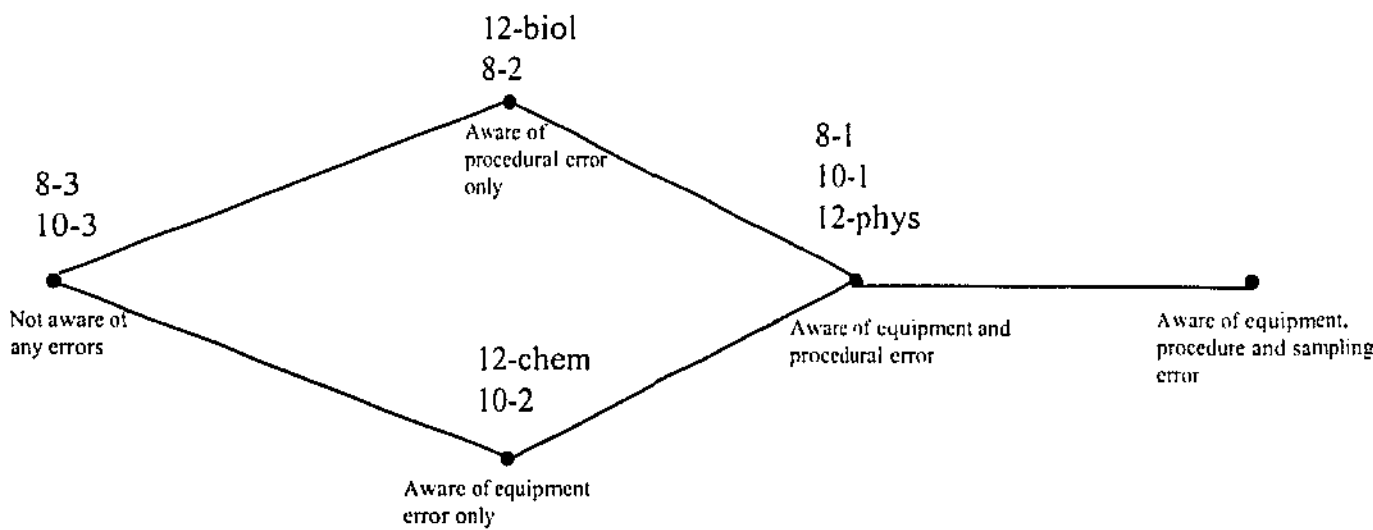 12-biol
8-2
Aware of
procedural error
only
8-1
10-1
12-phys
8-3
10-3
Not aware of
any errors
Aware of equipment and
procedural error
Aware of equipment,
procedure and sampling
error
12-chem
10-2
Aware of equipment
error only